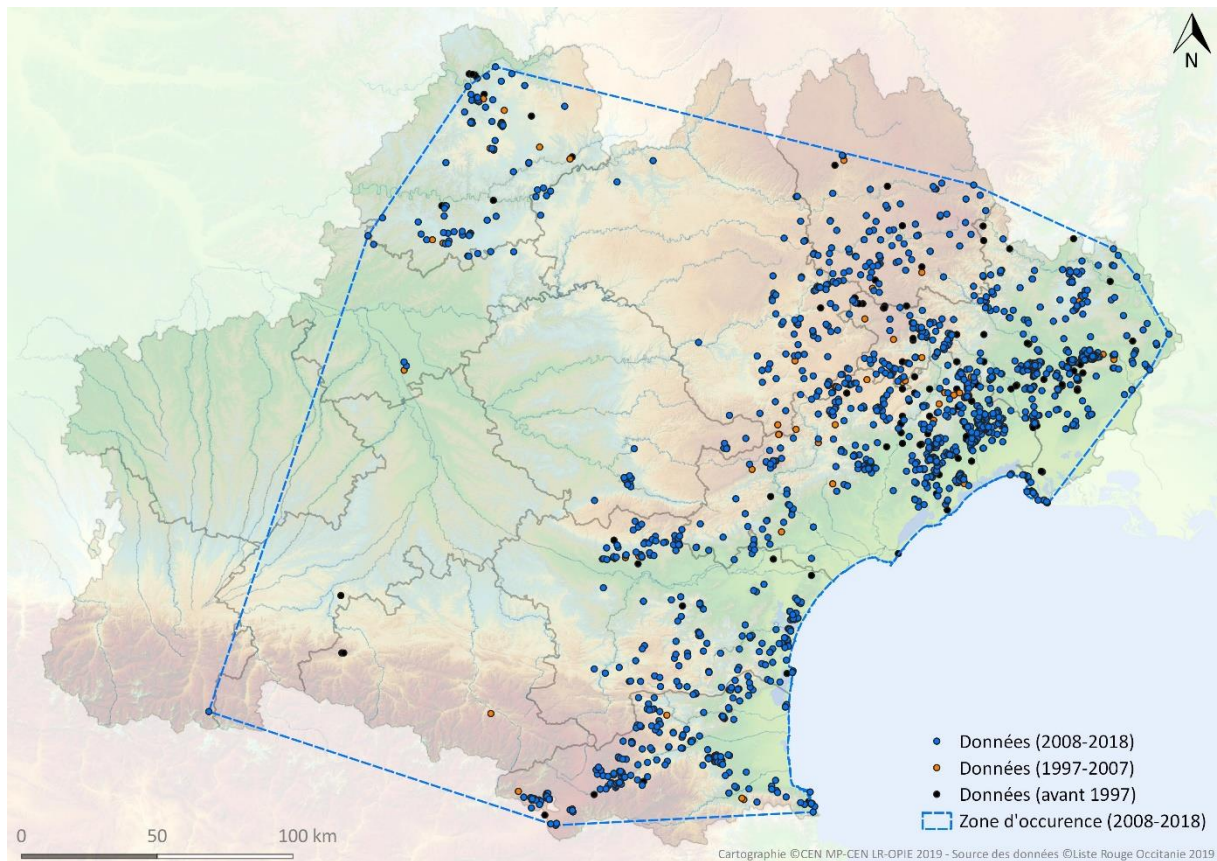 N
Données (2008-2018)
Données (1997-2007)
Données (avant 1997)
Zone d'occurence (2008-2018)
0 50 100 km
Cartographie ©CEN MP-CEN LR-OPIE 2019 - Source des données ©Liste Rouge Occitanie 2019